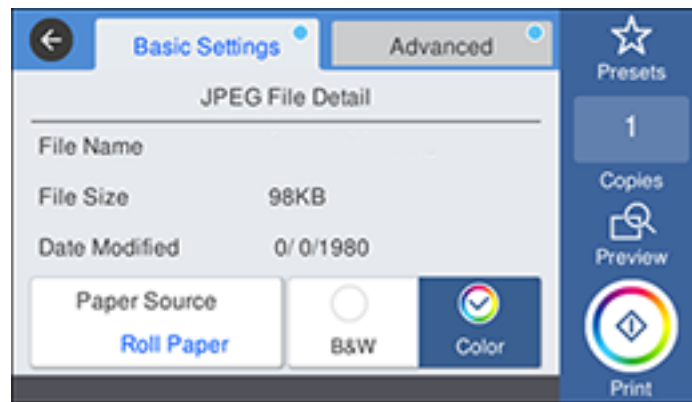 Basic Settings
Advanced
Presets
JPEG File Detail
1
File Name
Copies
File Size 98KB
Date Modified 0/ 0/1980
Preview
Paper Source
Roll Paper
B&W
Color
Print